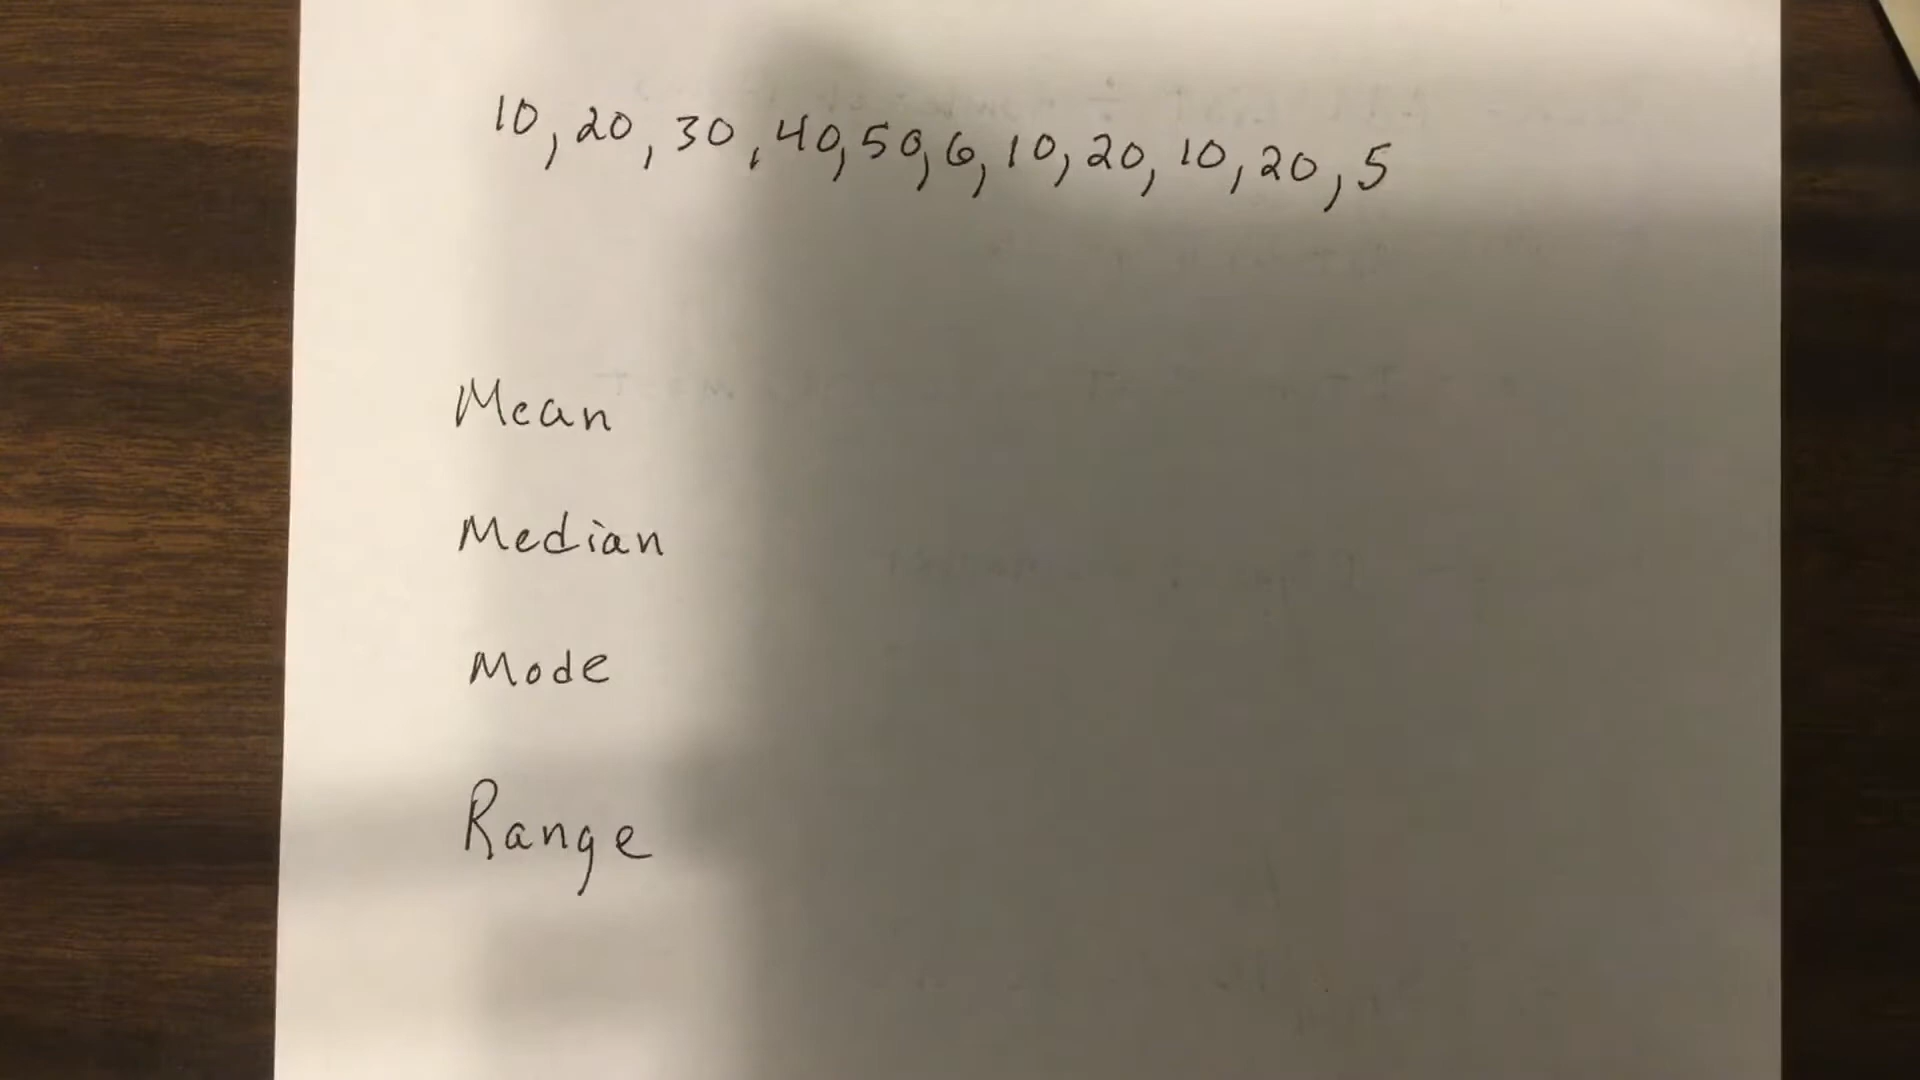 10, 20, 30, 40, 50, 6, 10, 20, 10, 20, 5
Mean
Median
Mode
Range